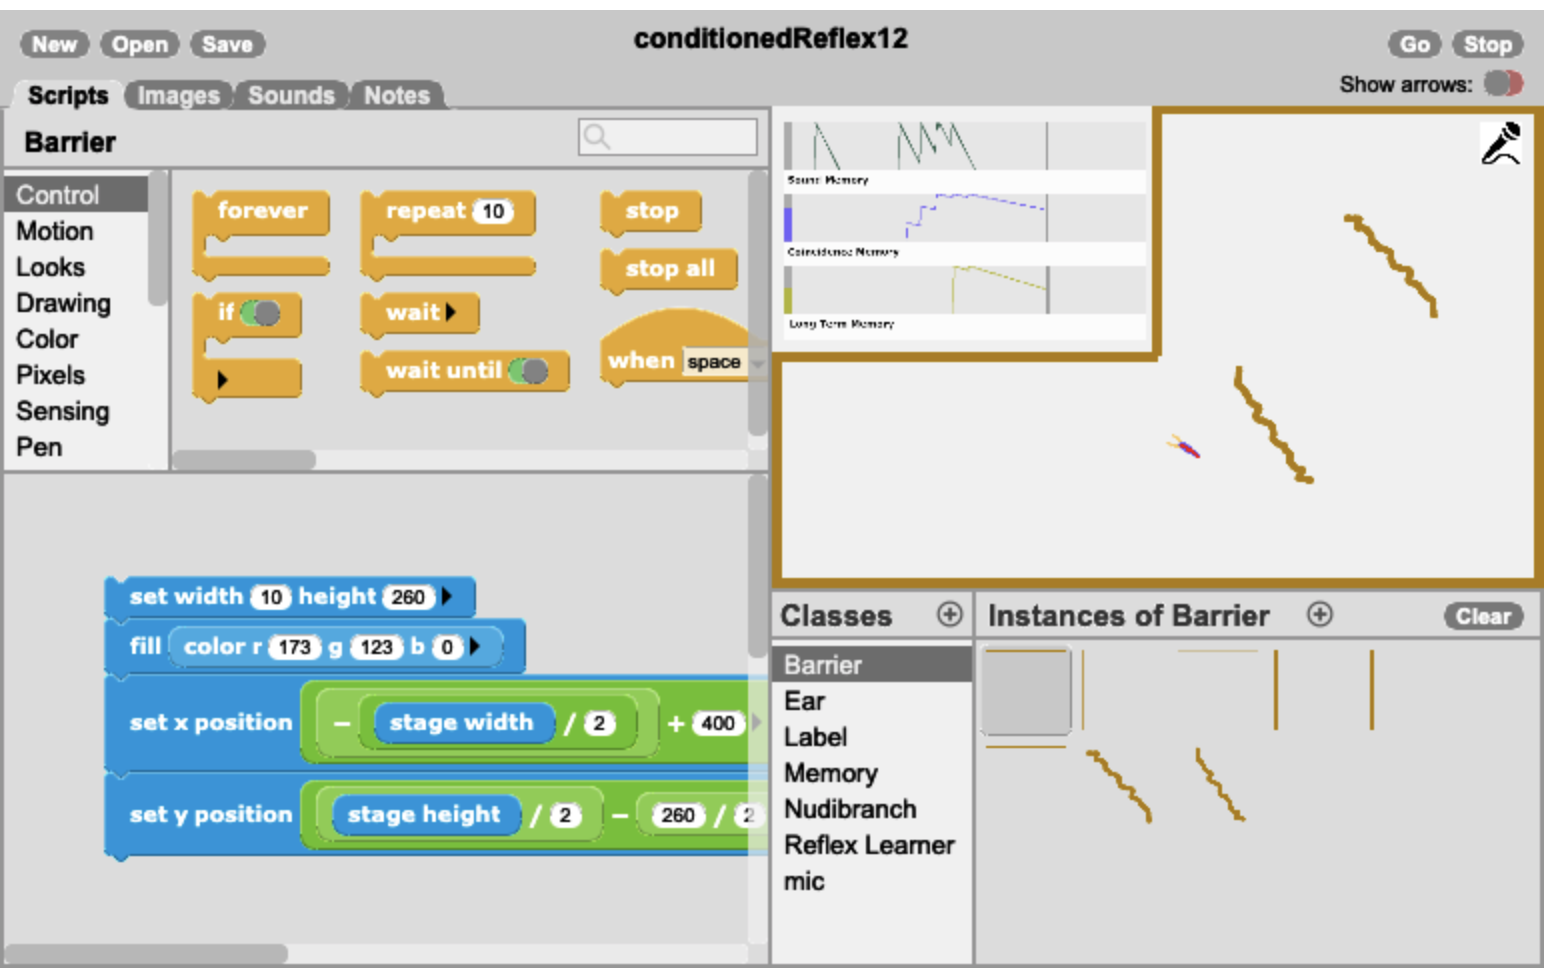 New Open Save
conditionedReflex12
Go Stop
Show arrows:
Scripts Images Sounds Notes
Barrier
Control
Motion
Looks
Drawing
Color
Pixels
Sensing
Pen
forever
if
repeat 10
wait
wait until
stop
stop all
when space
set width 10 height 260
fill color r 173 g 123 b 0
set x position - stage width / 2 + 400
set y position stage height / 2 - 260 / 2
Sound Memory
Coincidence Memory
Long Term Memory
Classes
Barrier
Ear
Label
Memory
Nudibranch
Reflex Learner
mic
Instances of Barrier
Clear